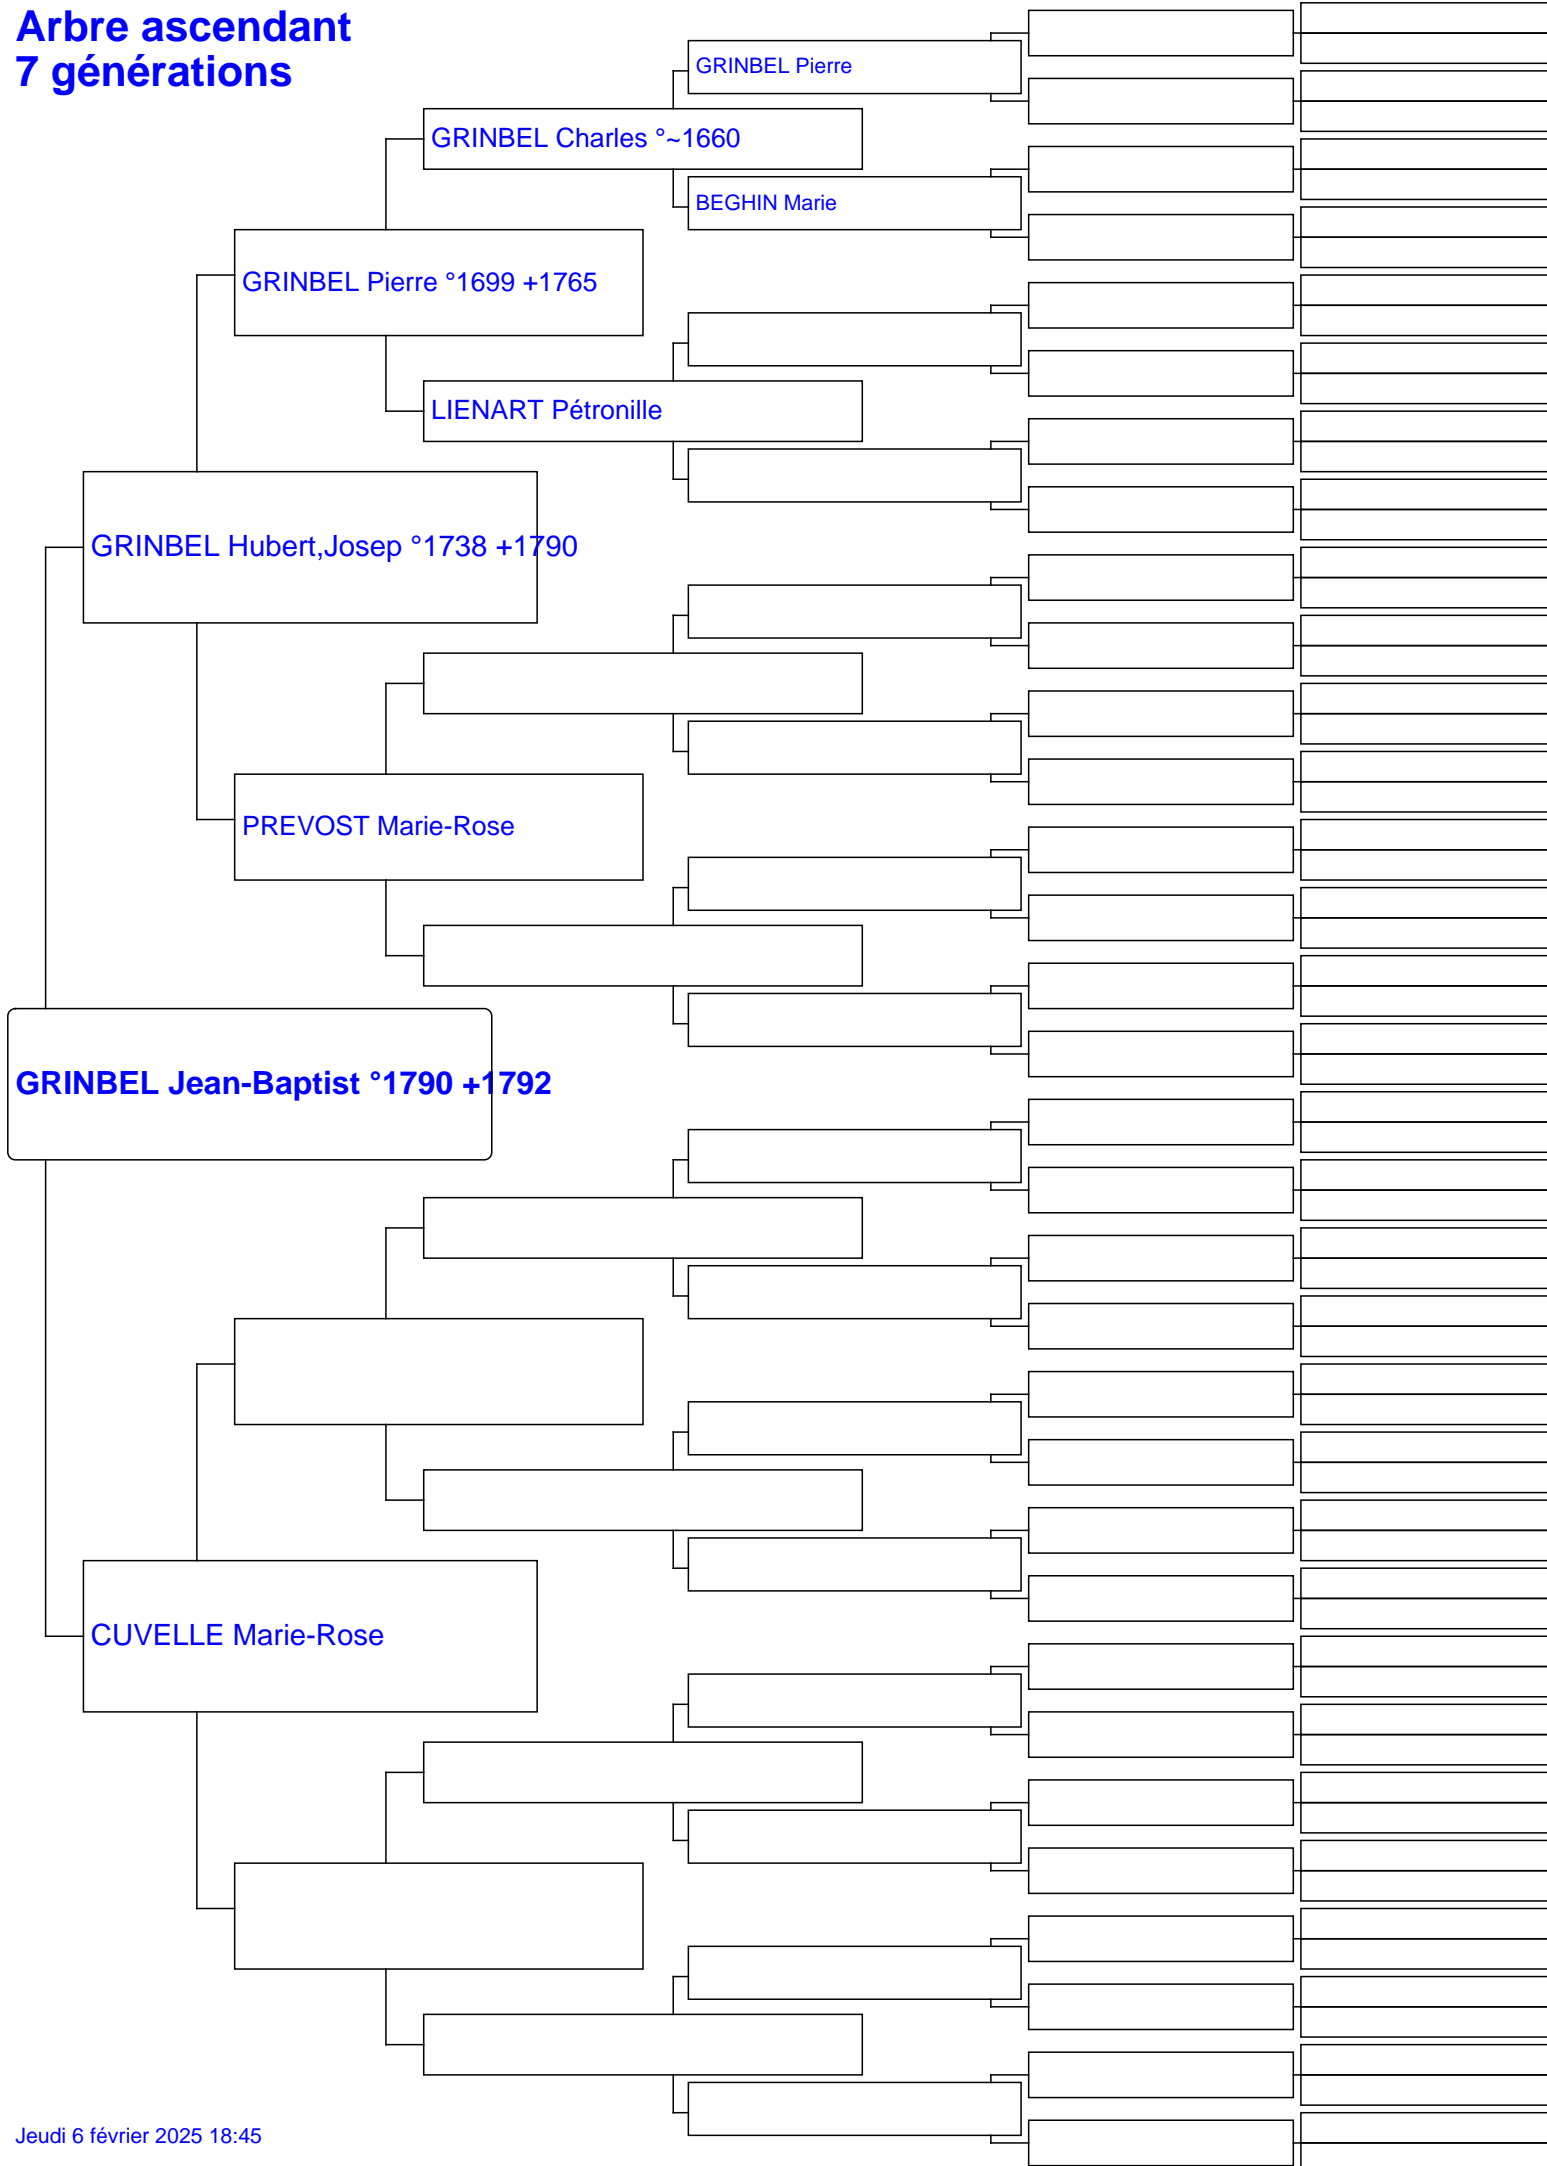 Arbre ascendant
7 générations
GRINBEL Pierre
GRINBEL Charles °~1660
BEGHIN Marie
GRINBEL Pierre °1699 +1765
LIENART Pétronille
GRINBEL Hubert,Josep °1738 +1790
PREVOST Marie-Rose
GRINBEL Jean-Baptist °1790 +1792
CUVELLE Marie-Rose
Jeudi 6 février 2025 18:45